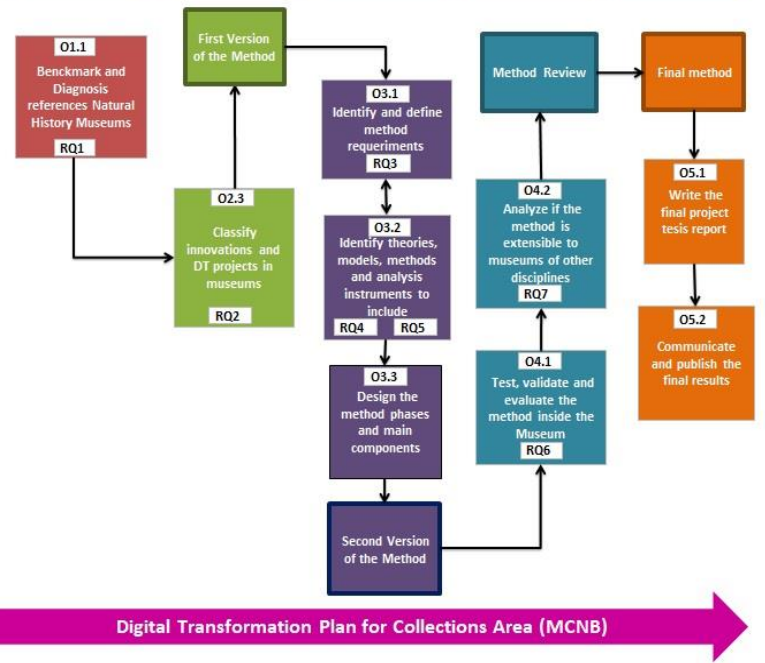 O1.1
Benckmark and
Diagnosis
references Natural
History Museums
RQ1
O2.3
Classify
innovations and
DT projects in
museums
RQ2
First Version
of the Method
O3.1
Identify and define
method
requeriments
RQ3
O3.2
Identify theories,
models, methods
and analysis
instruments to
include
RQ4 RQ5
O3.3
Design the
method phases
and main
components
Second Version
of the Method
O4.1
Test, validate and
evaluate the
method inside the
Museum
RQ6
O4.2
Analyze if the
method is
extensible to
museums of other
disciplines
RQ7
Method Review
Final method
O5.1
Write the
final project
tesis report
O5.2
Communicate
and publish the
final results
Digital Transformation Plan for Collections Area (MCNB)